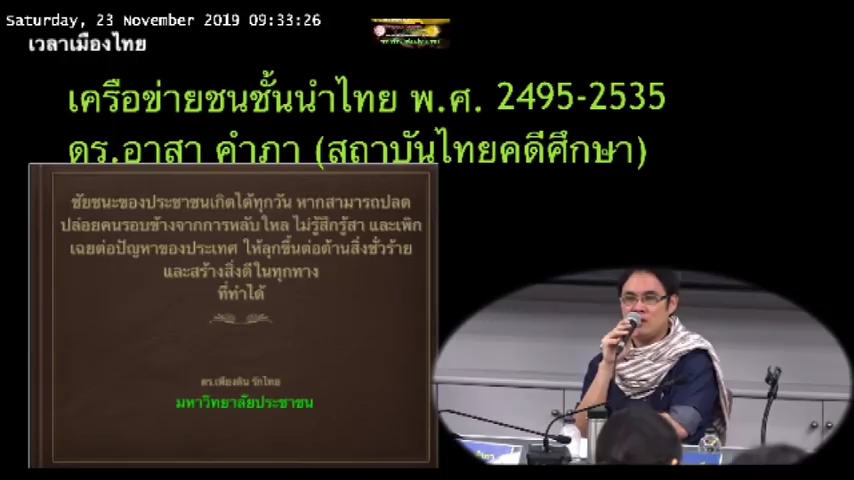 Saturday, 23 November 2019 09:33:26
เวลาเมืองไทย
เครือข่ายชนชั้นนำไทย พ.ศ. 2495-2535
ดร.อาสา คำภา (สถาบันไทยคดีศึกษา)
ชัยชนะของประชาชนเกิดได้ทุกวัน หากสามารถปลด
ปล่อยคนรอบข้างจากการหลับใหล ไม่รู้สึกรู้สา และเพิก
เฉยต่อปัญหาของประเทศ ให้ลุกขึ้นต่อต้านสิ่งชั่วร้าย
และสร้างสิ่งดีในทุกทาง
ที่ทำได้
ดร.เพียงดิน รักไทย
มหาวิทยาลัยประชาชน